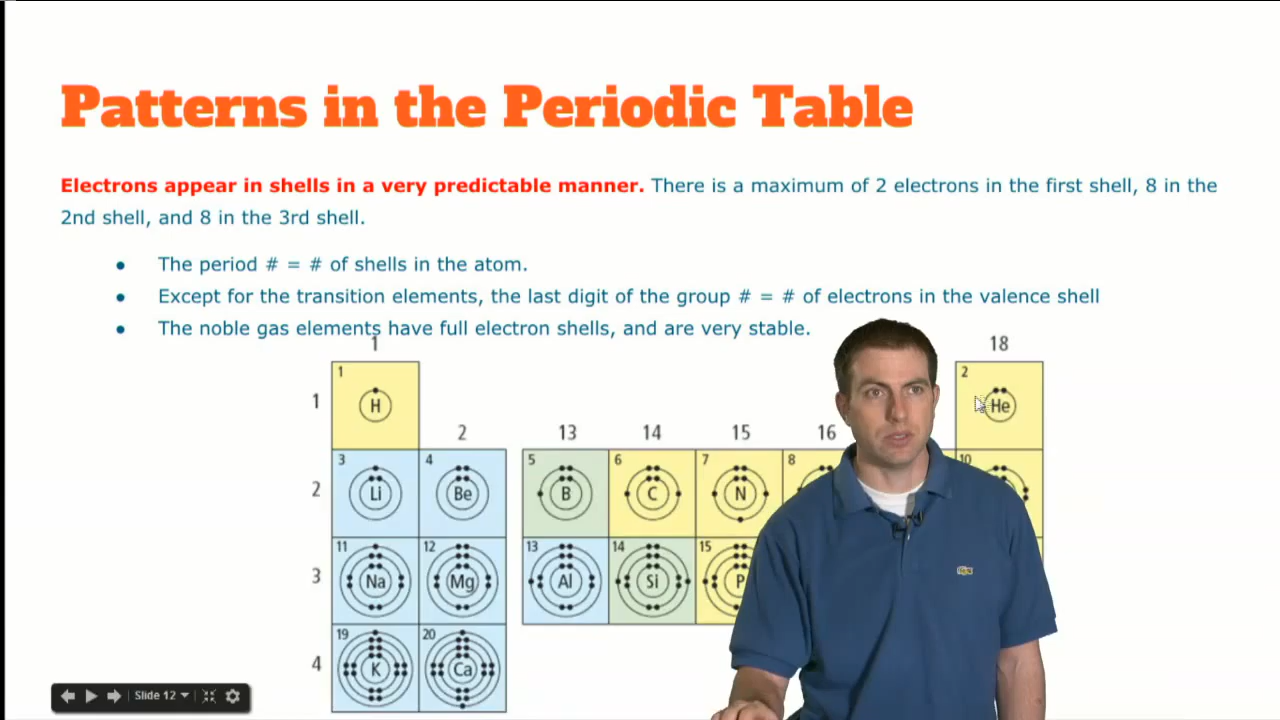 Patterns in the Periodic Table
Electrons appear in shells in a very predictable manner. There is a maximum of 2 electrons in the first shell, 8 in the
2nd shell, and 8 in the 3rd shell.
● The period # = # of shells in the atom.
● Except for the transition elements, the last digit of the group # = # of electrons in the valence shell
● The noble gas elements have full electron shells, and are very stable.
1 18
1 2
1 H He
2 13 14 15 16
3 4 5 6 7 8 10
2 Li Be B C N
11 12 13 14 15
3 Na Mg Al Si P
19 20
4 K Ca
Slide 12